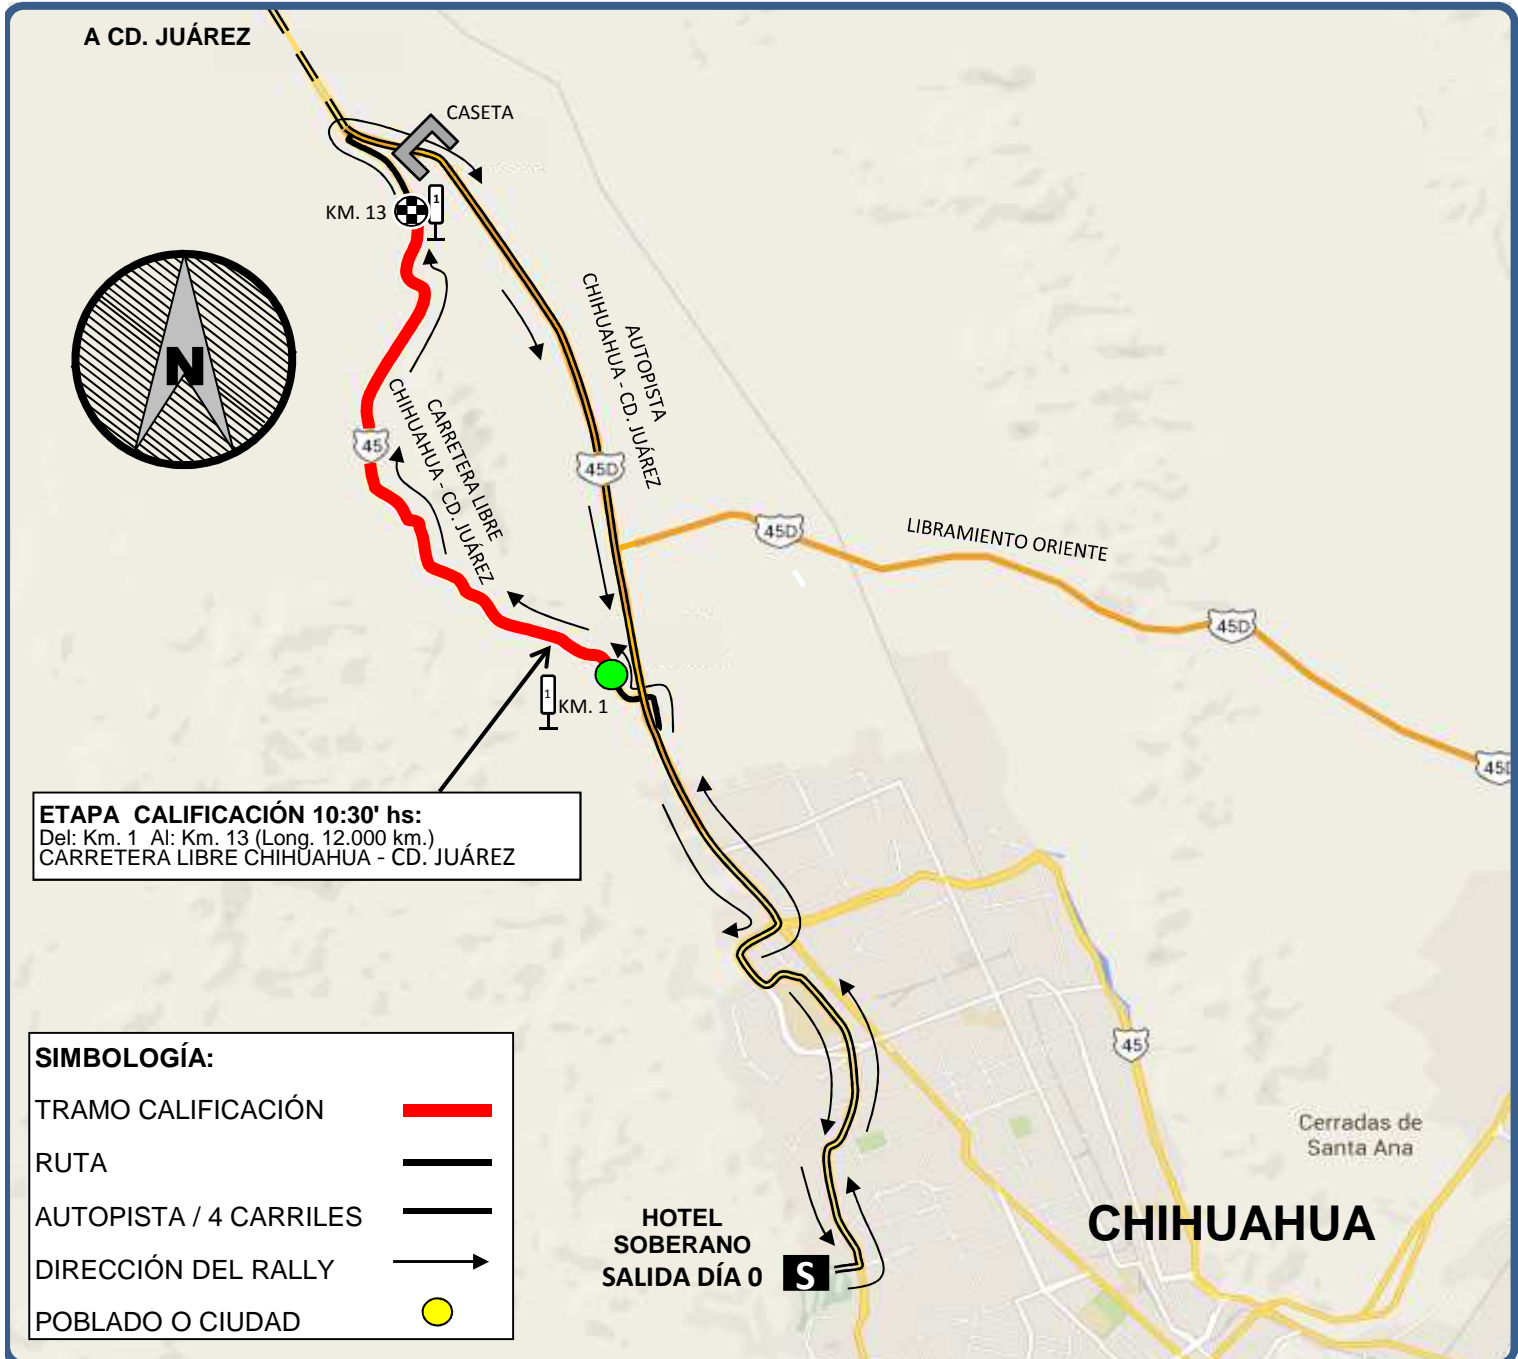 A CD. JUÁREZ
CASETA
1
KM. 13
N
AUTOPISTA
CHIHUAHUA - CD. JUÁREZ
CARRETERA LIBRE
CHIHUAHUA - CD. JUÁREZ
45
45D
45D
LIBRAMIENTO ORIENTE
45D
45D
1
KM. 1
ETAPA CALIFICACIÓN 10:30' hs:
Del: Km. 1 Al: Km. 13 (Long. 12.000 km.)
CARRETERA LIBRE CHIHUAHUA - CD. JUÁREZ
SIMBOLOGÍA:
TRAMO CALIFICACIÓN
RUTA
AUTOPISTA / 4 CARRILES
DIRECCIÓN DEL RALLY
POBLADO O CIUDAD
45
Cerradas de
Santa Ana
CHIHUAHUA
HOTEL
SOBERANO
SALIDA DÍA 0
S